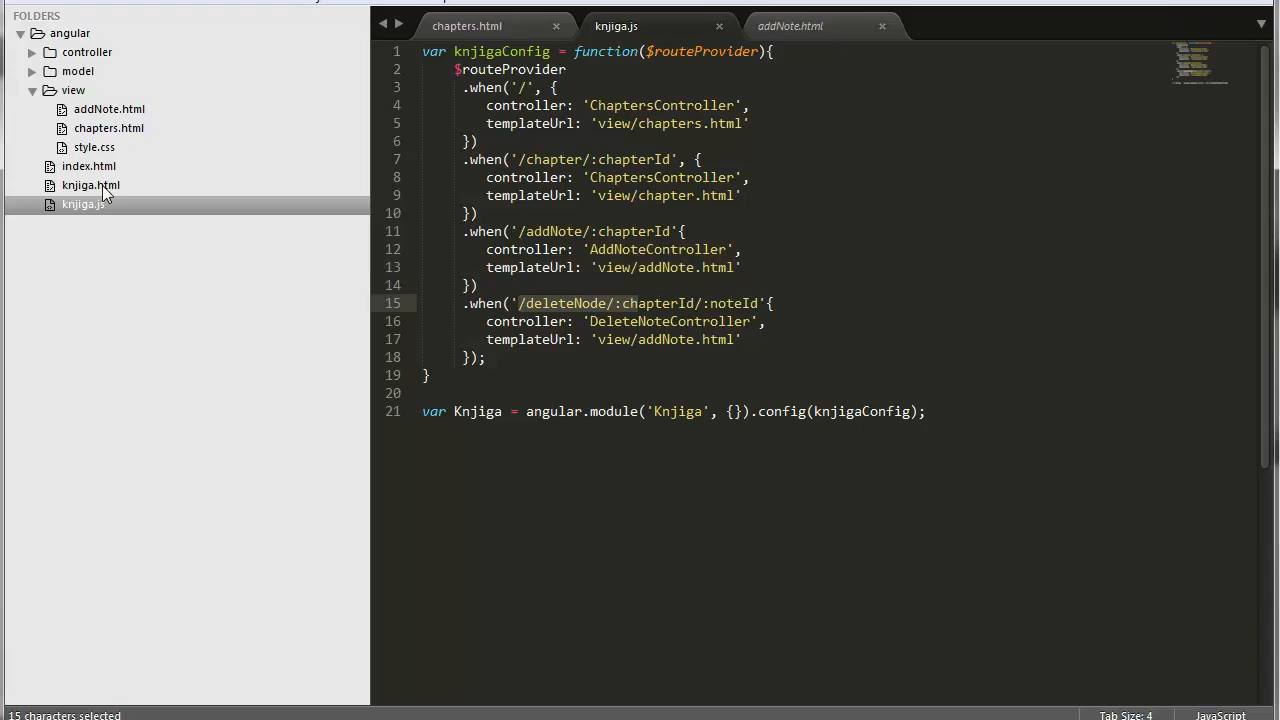 FOLDERS
angular
controller
model
view
addNote.html
chapters.html
style.css
index.html
knjiga.html
knjiga.js
chapters.html ×
knjiga.js ×
addNote.html ×
1 var knjigaConfig = function($routeProvider){
2 $routeProvider
3 .when('/', {
4 controller: 'ChaptersController',
5 templateUrl: 'view/chapters.html'
6 })
7 .when('/chapter/:chapterId', {
8 controller: 'ChaptersController',
9 templateUrl: 'view/chapter.html'
10 })
11 .when('/addNote/:chapterId'{
12 controller: 'AddNoteController',
13 templateUrl: 'view/addNote.html'
14 })
15 .when('/deleteNode/:chapterId/:noteId'{
16 controller: 'DeleteNoteController',
17 templateUrl: 'view/addNote.html'
18 });
19 }
20
21 var Knjiga = angular.module('Knjiga', {}).config(knjigaConfig);
15 characters selected
Tab Size: 4
JavaScript